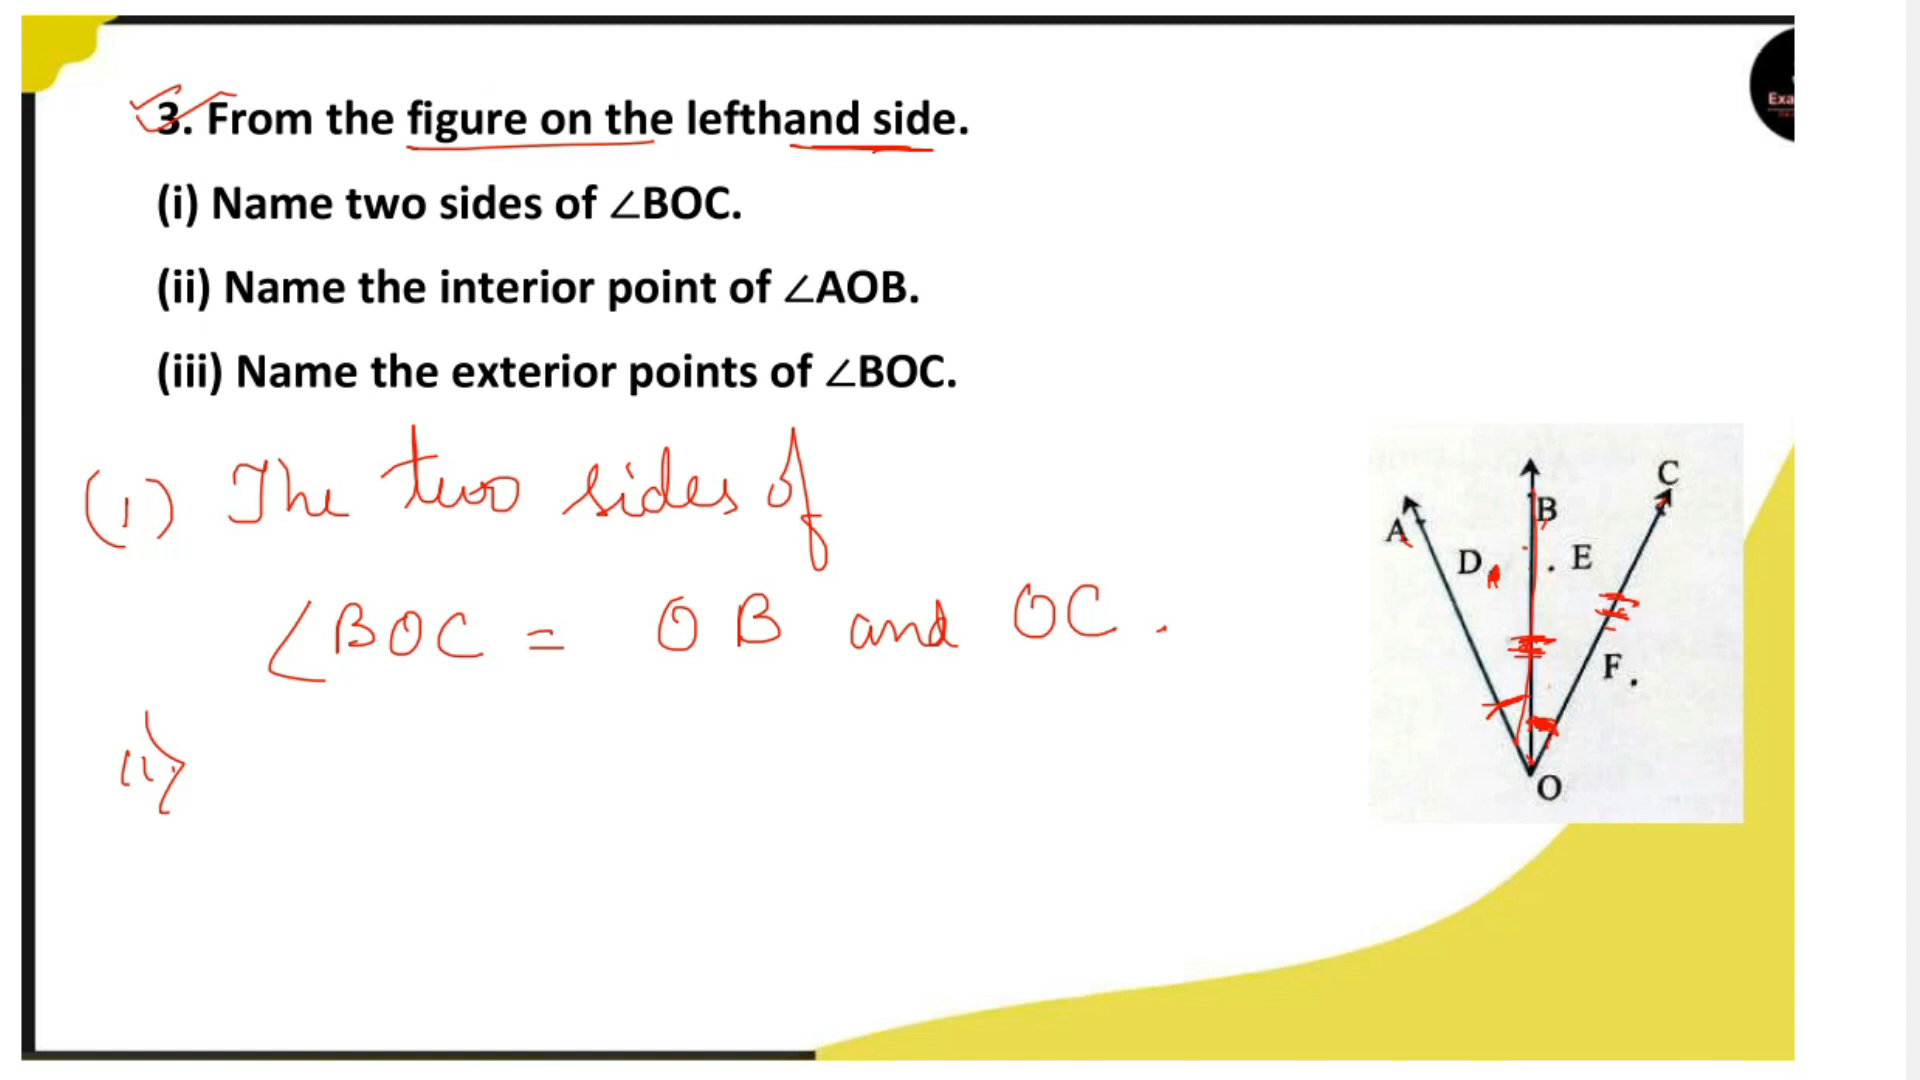 3. From the figure on the lefthand side.
(i) Name two sides of ∠BOC.
(ii) Name the interior point of ∠AOB.
(iii) Name the exterior points of ∠BOC.
(1) The two sides of
∠BOC = OB and OC.
A
B
C
D
. E
F .
O